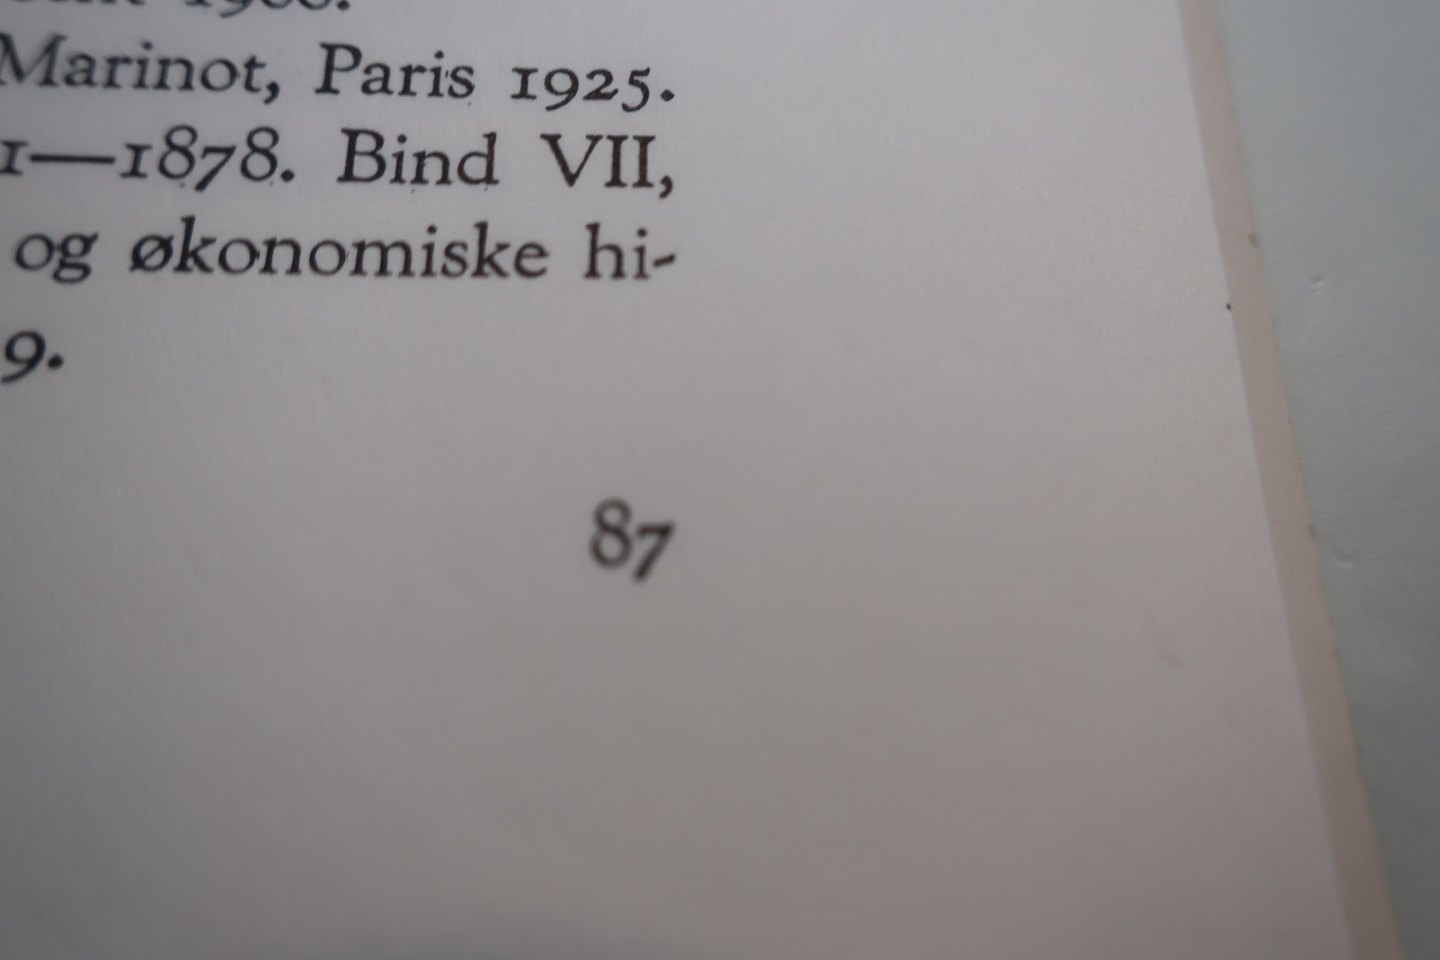 Marinot, Paris 1925.
1—1878. Bind VII,
og økonomiske hi-
9.
87